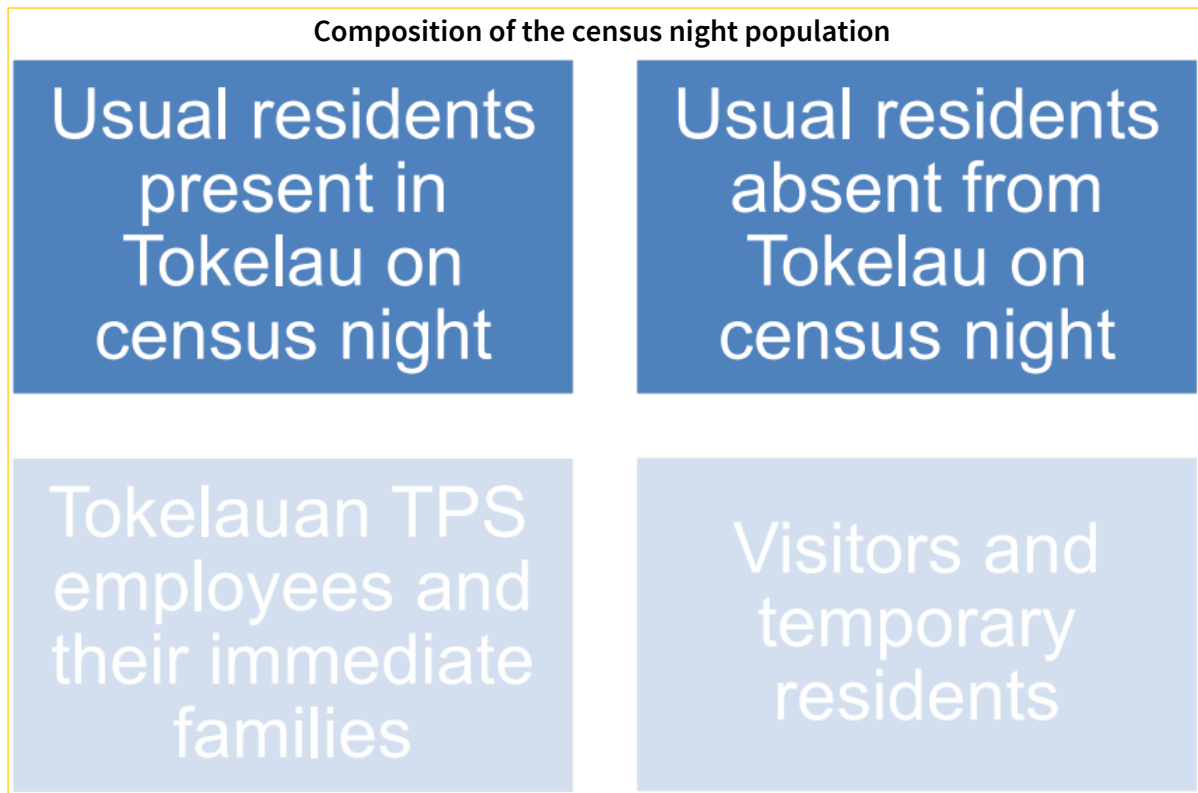 Composition of the census night population
Usual residents
present in
Tokelau on
census night
Usual residents
absent from
Tokelau on
census night
Tokelauan TPS
employees and
their immediate
families
Visitors and
temporary
residents